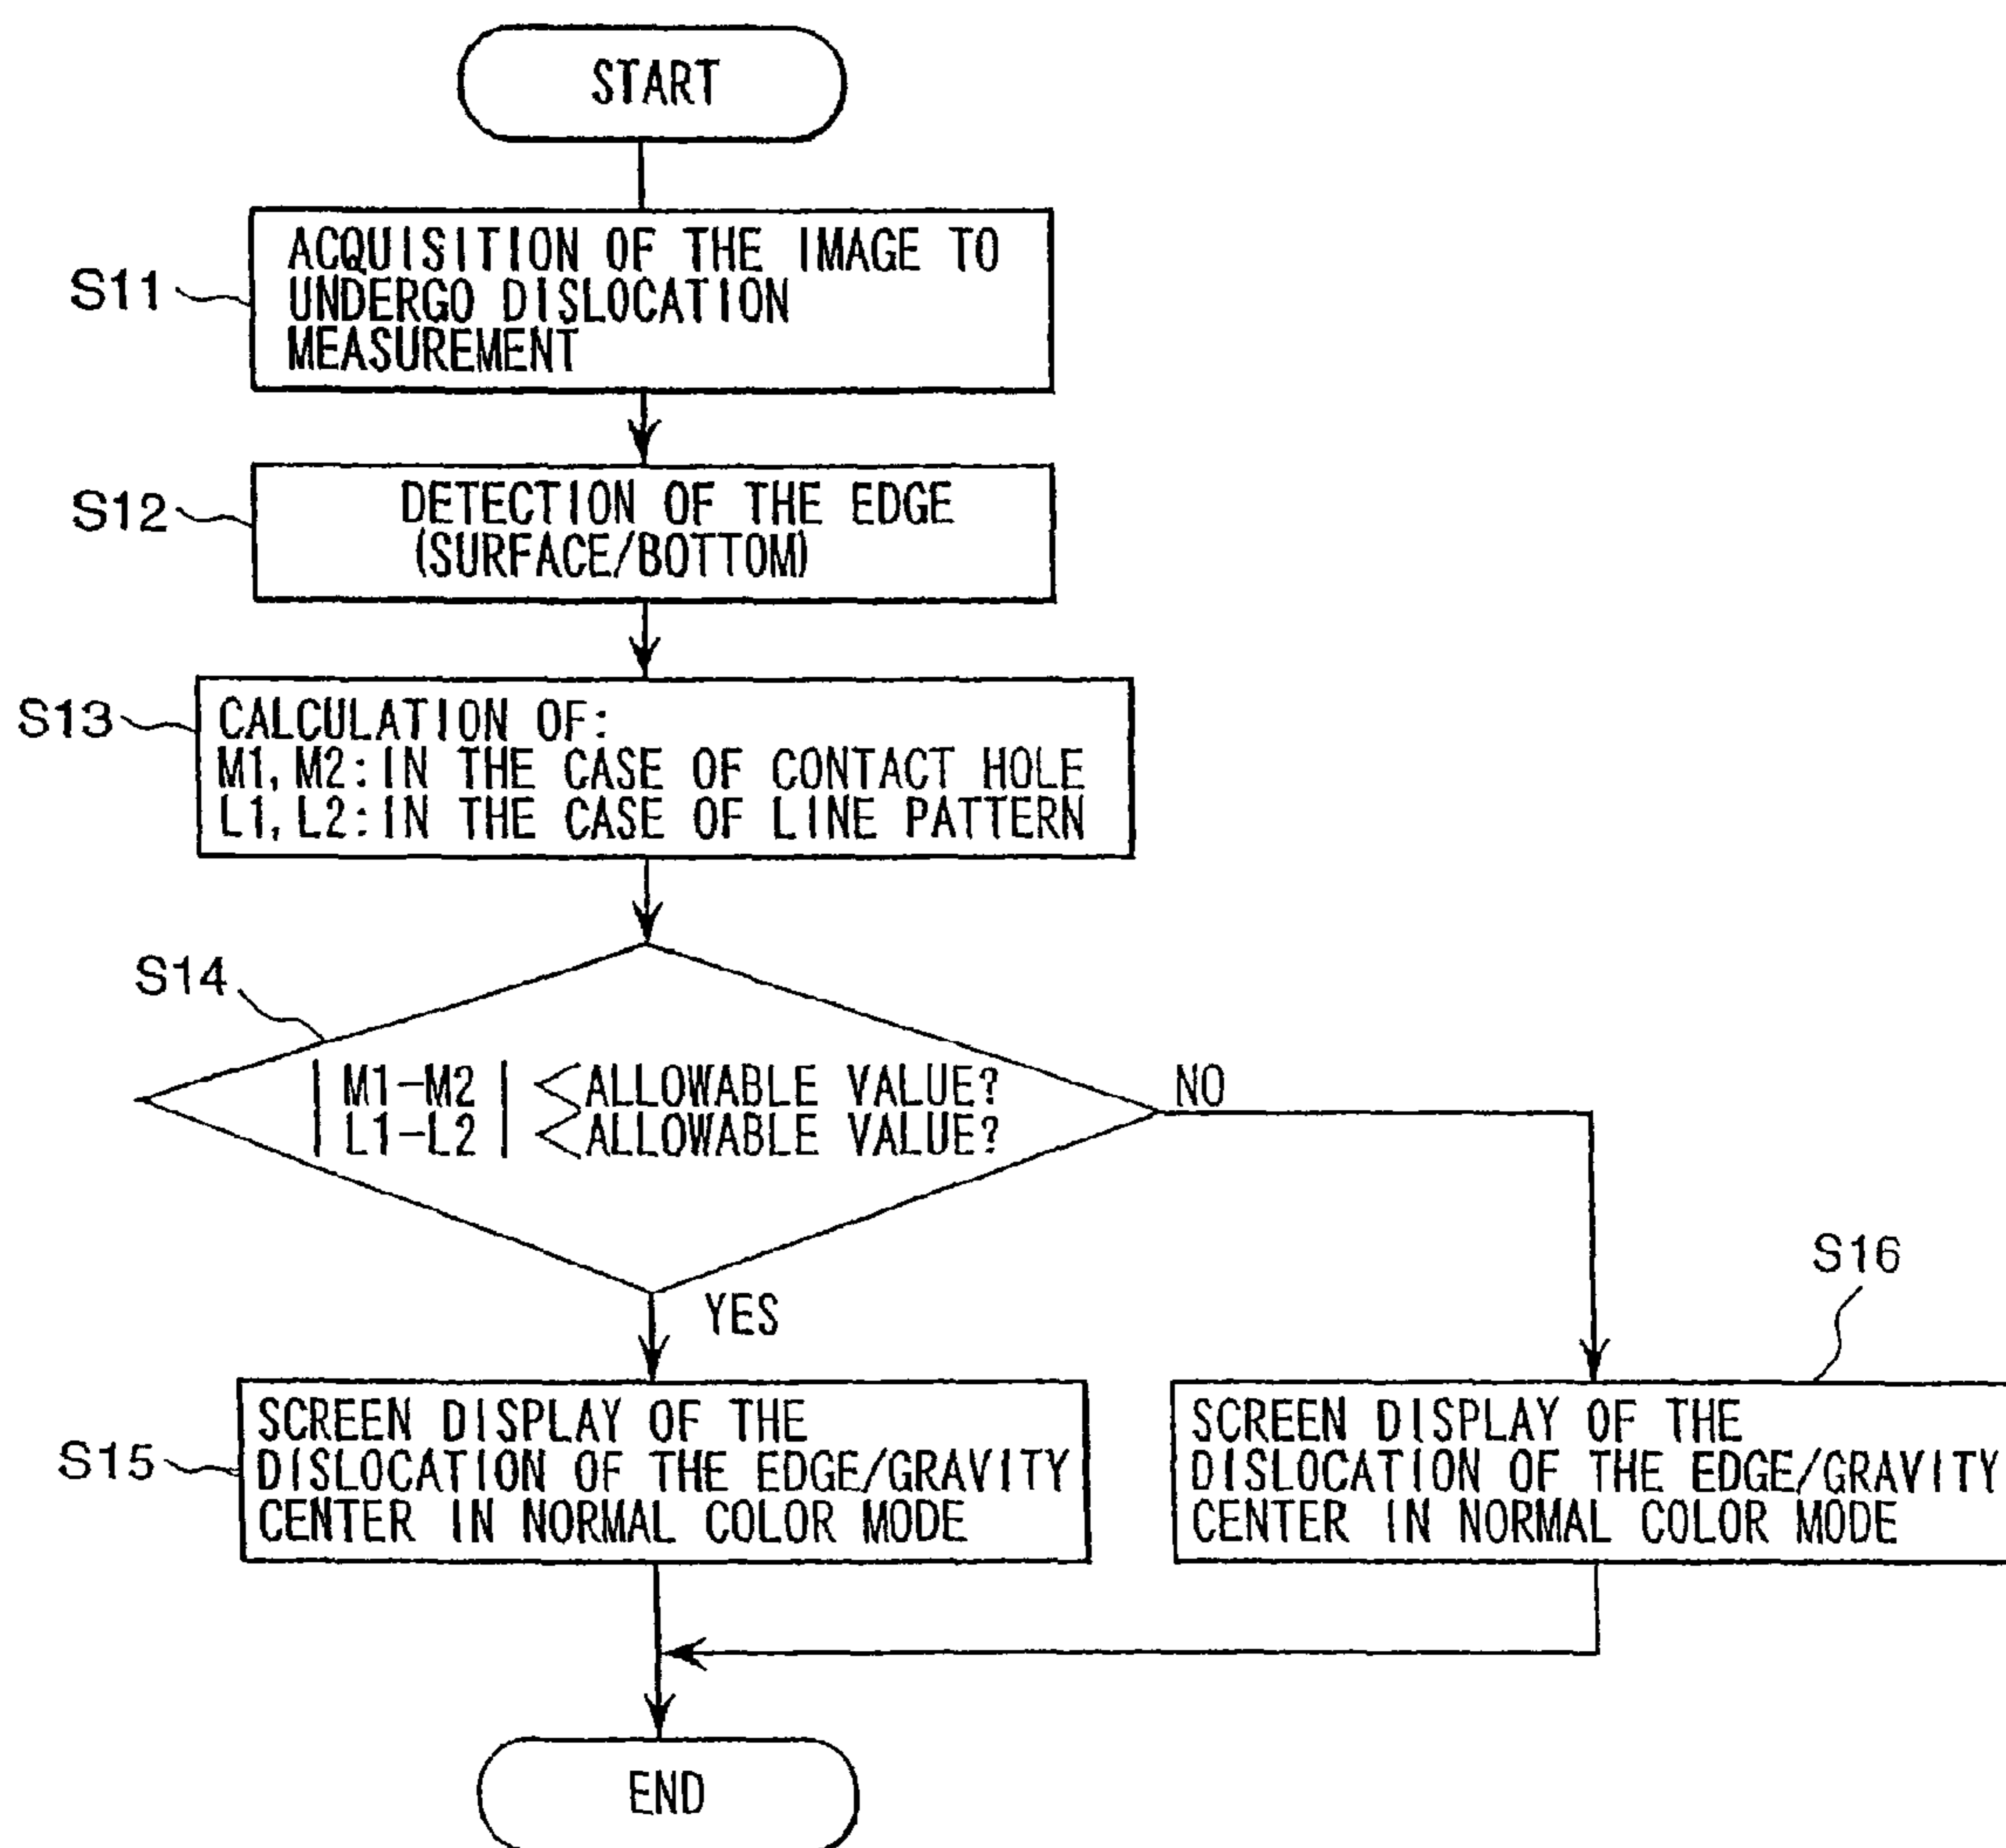 START
S11
ACQUISITION OF THE IMAGE TO
UNDERGO DISLOCATION
MEASUREMENT
S12
DETECTION OF THE EDGE
(SURFACE/BOTTOM)
S13
CALCULATION OF:
M1, M2:IN THE CASE OF CONTACT HOLE
L1, L2:IN THE CASE OF LINE PATTERN
S14
| M1-M2 | <ALLOWABLE VALUE?
| L1-L2 | <ALLOWABLE VALUE?
NO
YES
S15
SCREEN DISPLAY OF THE
DISLOCATION OF THE EDGE/GRAVITY
CENTER IN NORMAL COLOR MODE
S16
SCREEN DISPLAY OF THE
DISLOCATION OF THE EDGE/GRAVITY
CENTER IN NORMAL COLOR MODE
END